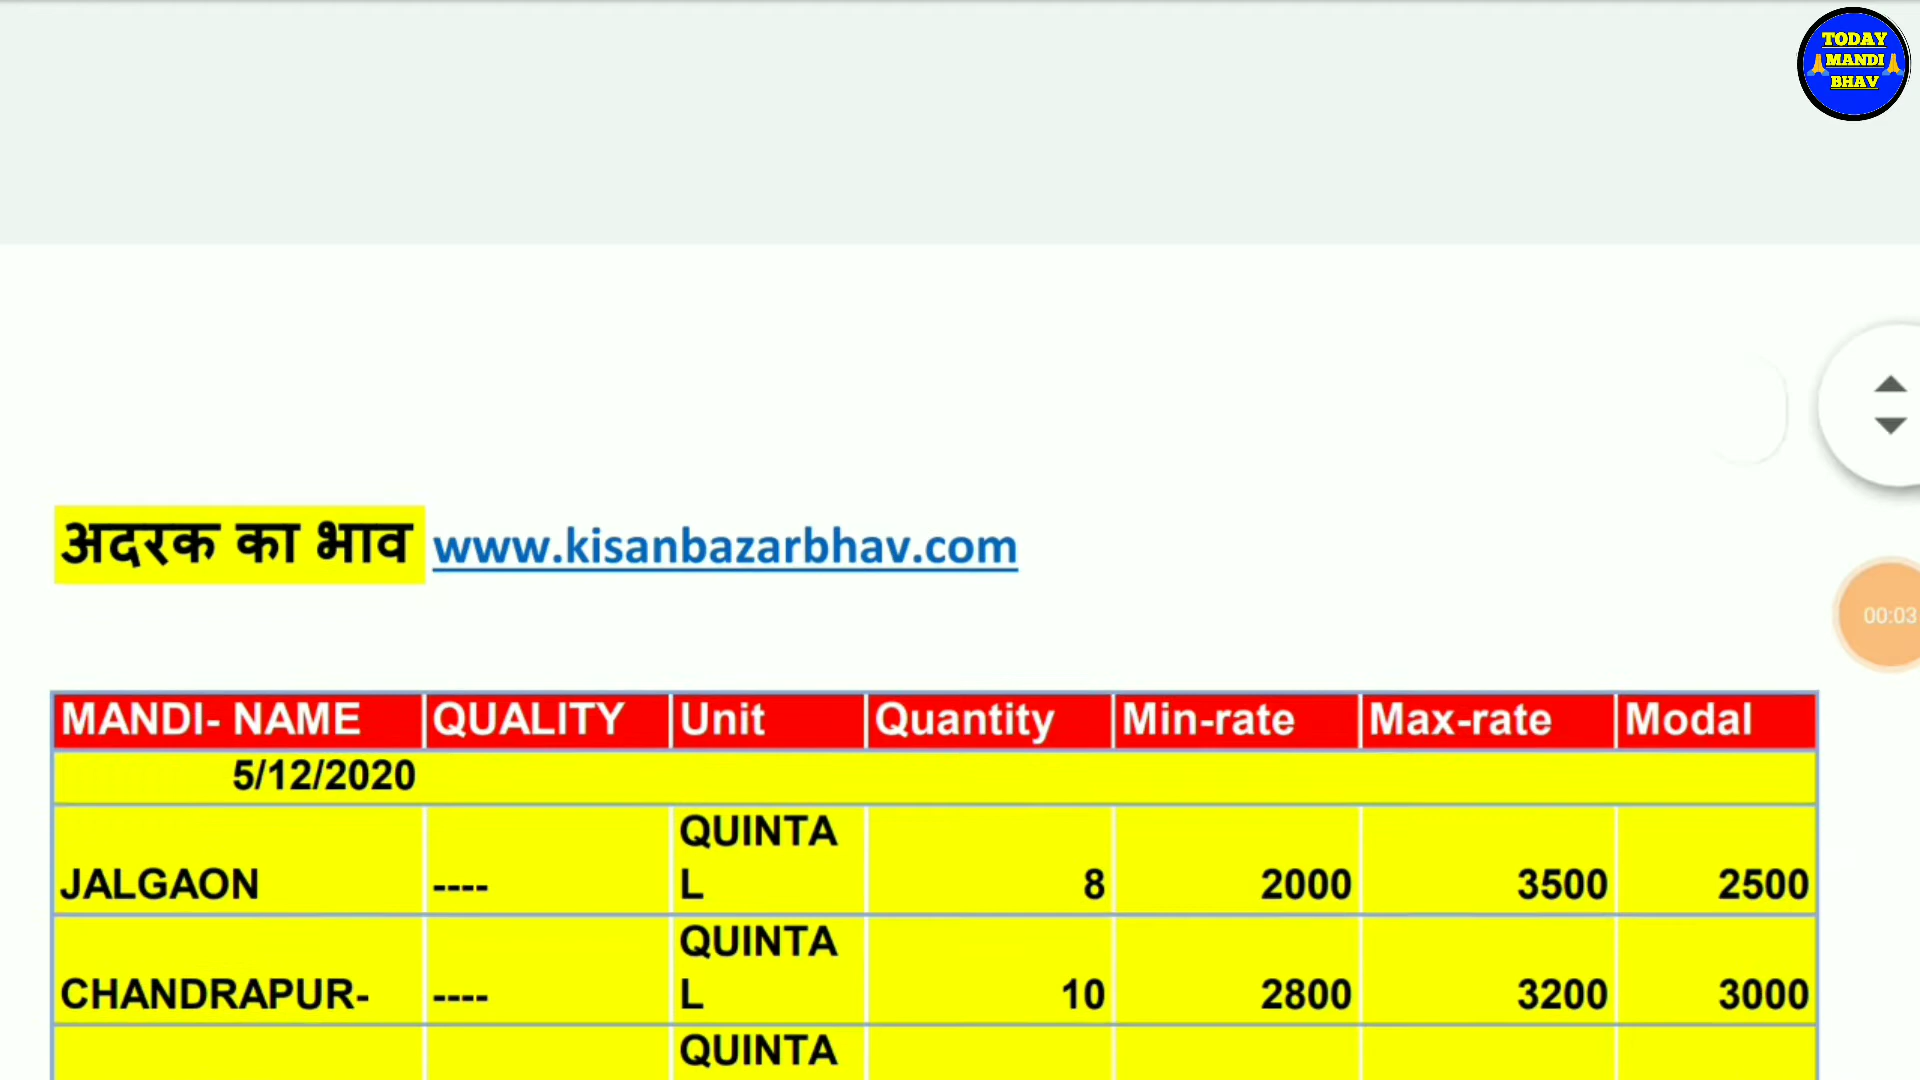 TODAY
MANDI
BHAV
अदरक का भाव www.kisanbazarbhav.com
00:03
MANDI- NAME QUALITY Unit Quantity Min-rate Max-rate Modal
5/12/2020
QUINTA
JALGAON ---- L 8 2000 3500 2500
QUINTA
CHANDRAPUR- ---- L 10 2800 3200 3000
QUINTA